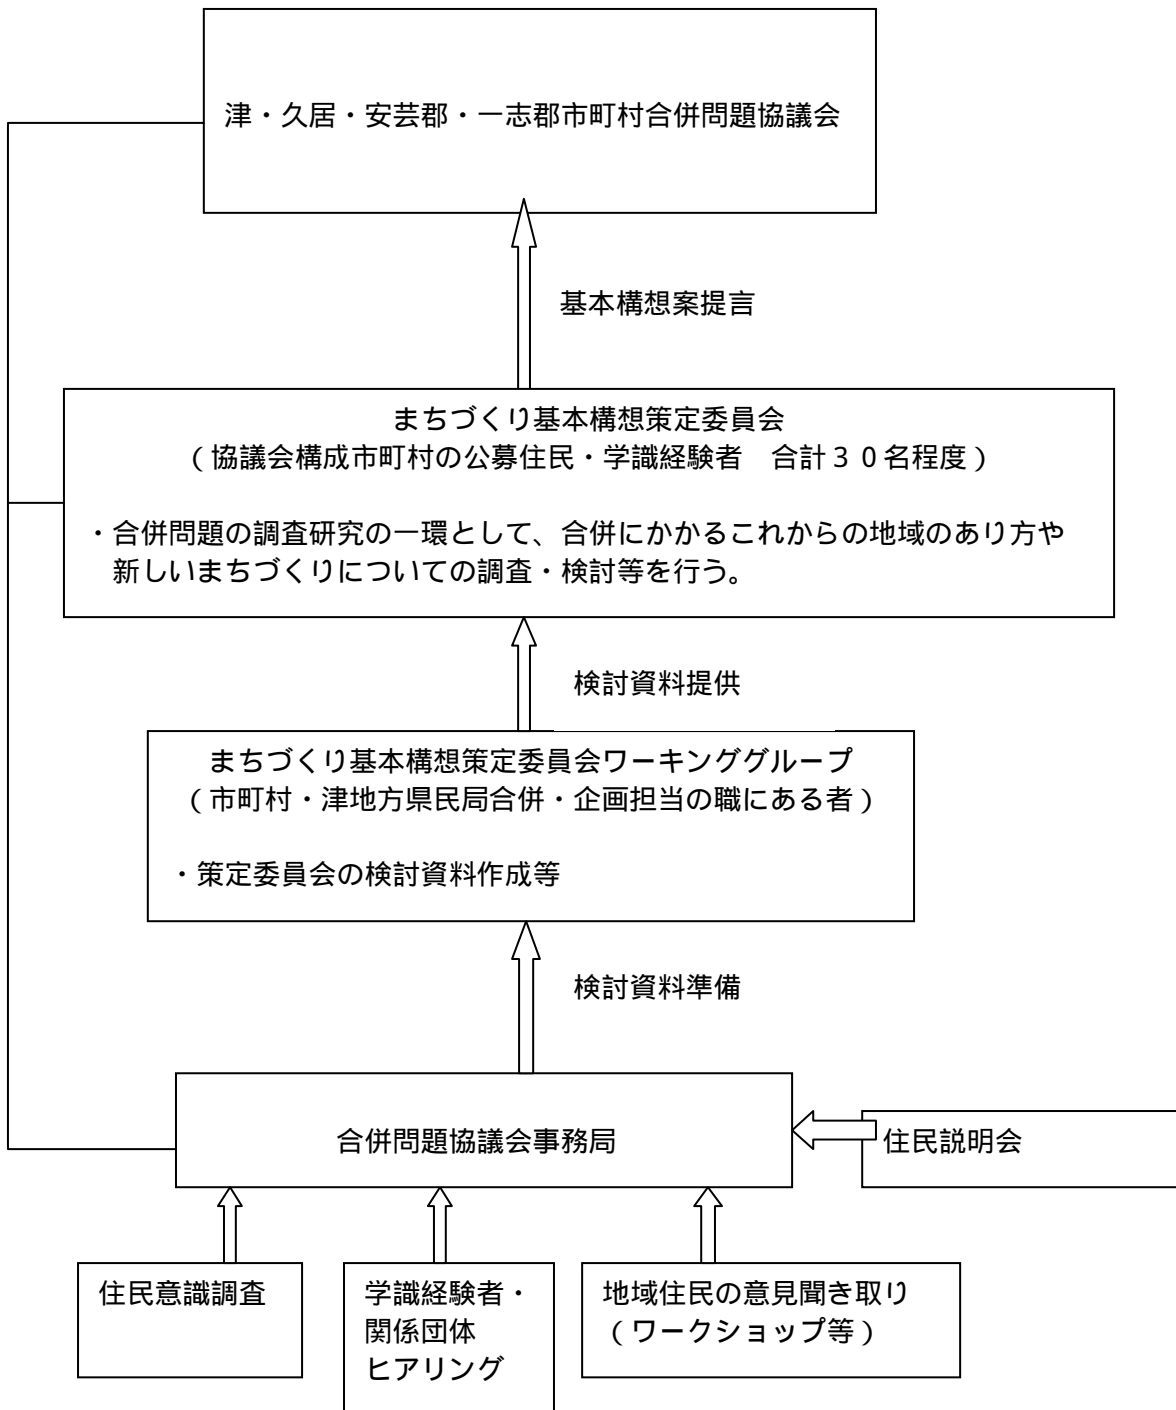 津・久居・安芸郡・一志郡市町村合併問題協議会
基本構想案提言
まちづくり基本構想策定委員会
（協議会構成市町村の公募住民・学識経験者　合計３０名程度）
・合併問題の調査研究の一環として、合併にかかるこれからの地域のあり方や
新しいまちづくりについての調査・検討等を行う。
検討資料提供
まちづくり基本構想策定委員会ワーキンググループ
（市町村・津地方県民局合併・企画担当の職にある者）
・策定委員会の検討資料作成等
検討資料準備
合併問題協議会事務局
住民説明会
住民意識調査
学識経験者・
関係団体
ヒアリング
地域住民の意見聞き取り
（ワークショップ等）